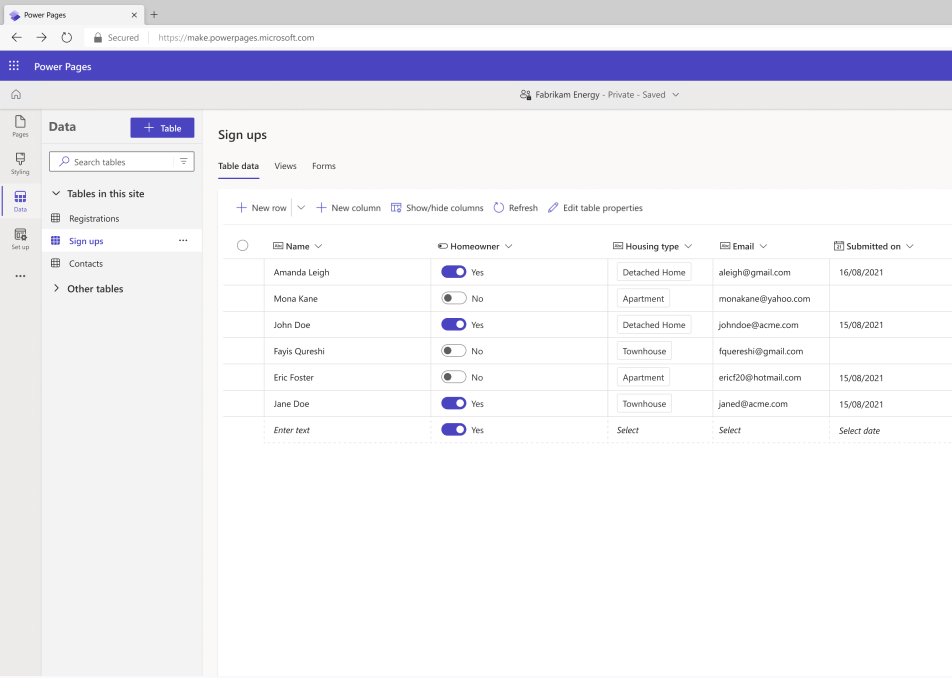 Power Pages
Secured https://make.powerpages.microsoft.com
Power Pages
Fabrikam Energy - Private - Saved
Pages
Styling
Data
Set up
Data
Table
Search tables
Tables in this site
Registrations
Sign ups
Contacts
Other tables
Sign ups
Table data Views Forms
New row New column Show/hide columns Refresh Edit table properties
Abc Name Homeowner Abc Housing type Abc Email 21 Submitted on
Amanda Leigh Yes Detached Home aleigh@gmail.com 16/08/2021
Mona Kane No Apartment monakane@yahoo.com
John Doe Yes Detached Home johndoe@acme.com 15/08/2021
Fayis Qureshi No Townhouse fquereshi@gmail.com
Eric Foster No Apartment ericf20@hotmail.com 15/08/2021
Jane Doe Yes Townhouse janed@acme.com 15/08/2021
Enter text Yes Select Select Select date